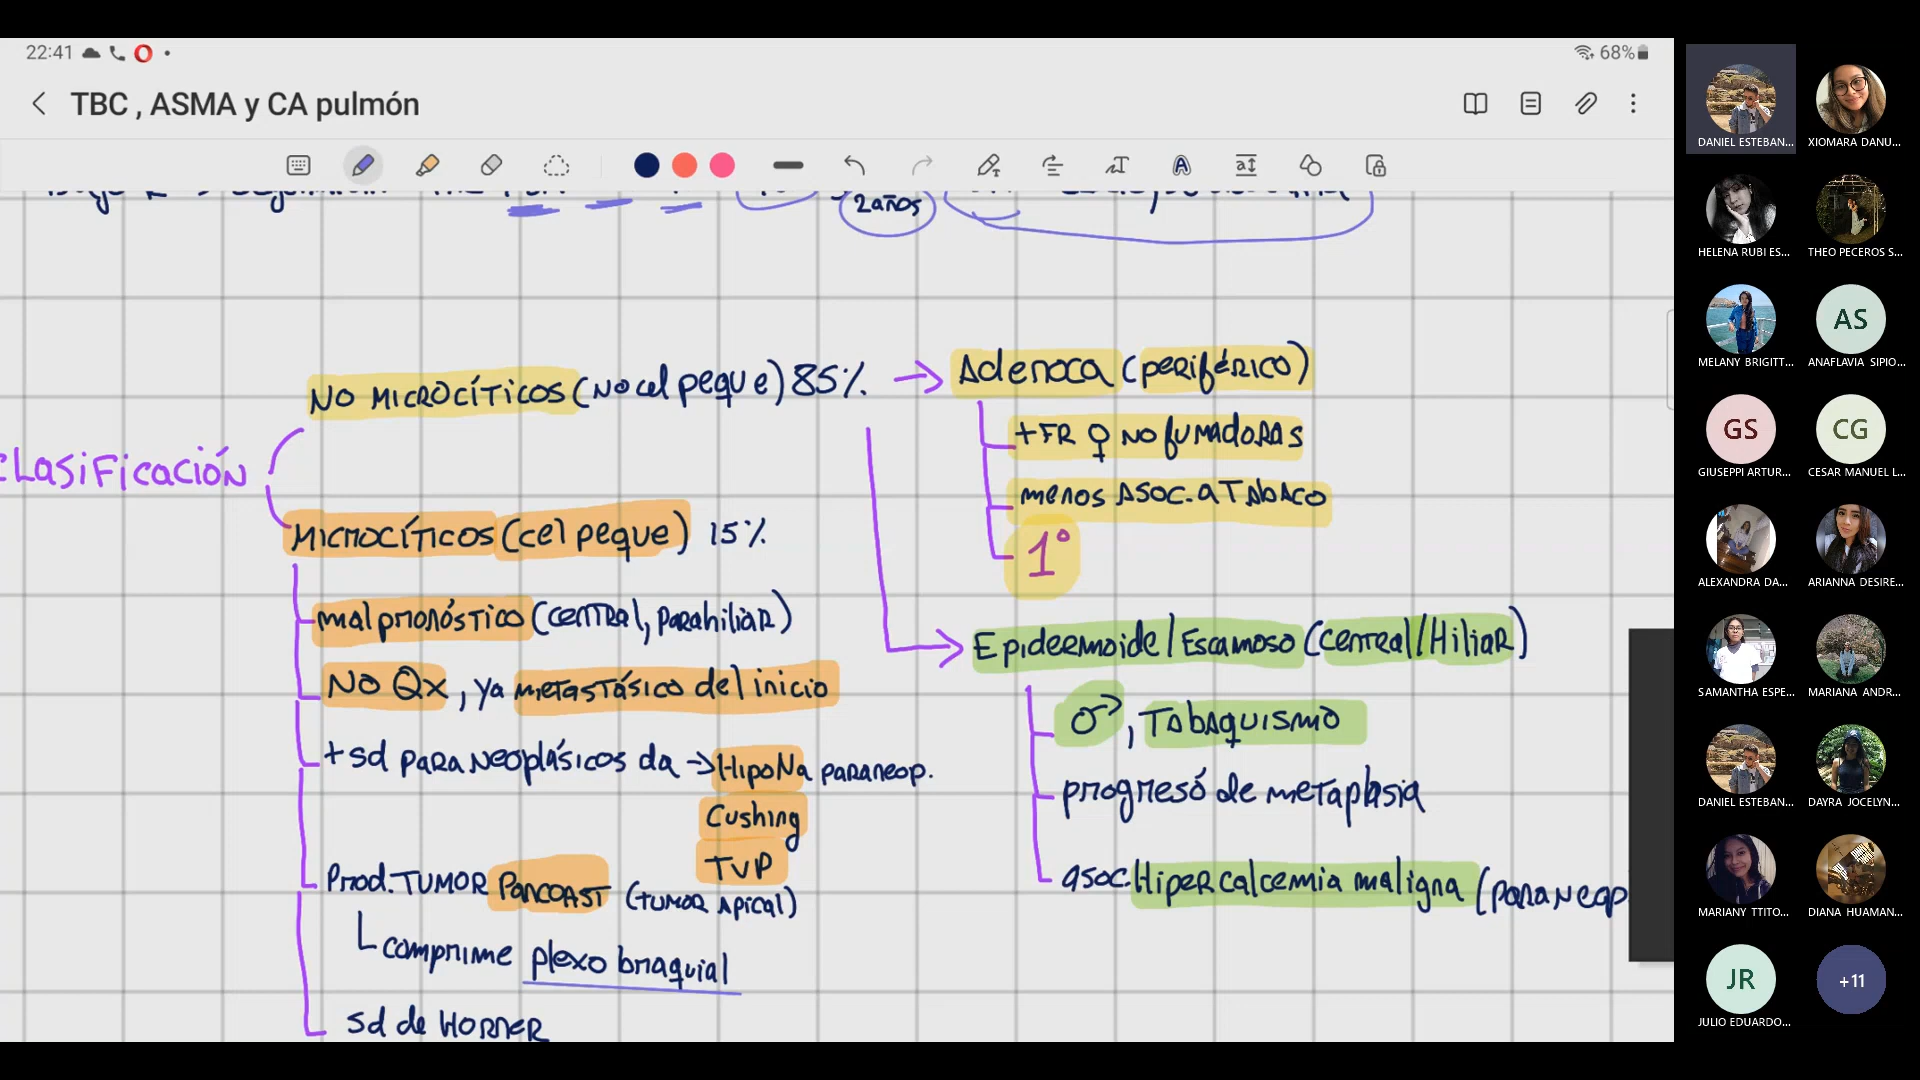 22:41
68%
TBC , ASMA y CA pulmón
2años
NO MICROCÍTICOS (NO cel peque) 85%
→ Adenoca (periférico)
+FR ♀ NO fumadoras
menos Asoc. a Tabaco
1°
CLasificación
MICROCÍTICOS (cel peque) 15%
mal pronóstico (central, parahiliar)
NO Qx, ya metastásico del inicio
+ sd paraneoplásicos da → HipoNa paraneop.
Cushing
TVP
Prod. TUMOR PANCOAST (TUMOR Apical)
comprime plexo braquial
Sd de HORNER
Epidermoide/Escamoso (central/Hiliar)
♂, Tabaquismo
progresó de metaplasia
asoc. Hipercalcemia maligna (paraneop
DANIEL ESTEBAN...
XIOMARA DANU...
HELENA RUBI ES...
THEO PECEROS S...
MELANY BRIGITT...
AS
ANAFLAVIA SIPIO...
GS
GIUSEPPI ARTUR...
CG
CESAR MANUEL L...
ALEXANDRA DA...
ARIANNA DESIRE...
SAMANTHA ESPE...
MARIANA ANDR...
DANIEL ESTEBAN...
DAYRA JOCELYN...
MARIANY TTITO...
DIANA HUAMAN...
JR
JULIO EDUARDO...
+11